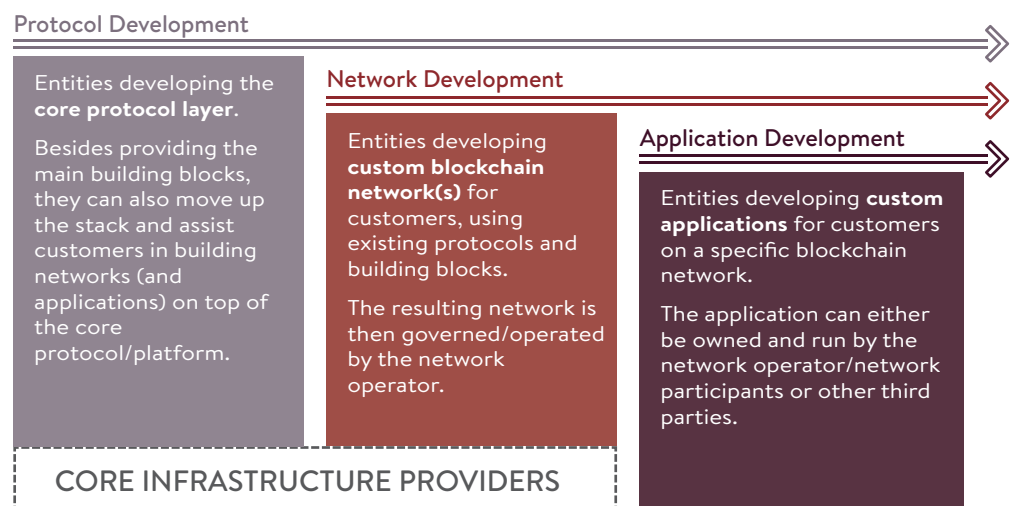 Protocol Development
Entities developing the
core protocol layer.
Besides providing the
main building blocks,
they can also move up
the stack and assist
customers in building
networks (and
applications) on top of
the core
protocol/platform.
Network Development
Entities developing
custom blockchain
network(s) for
customers, using
existing protocols and
building blocks.
The resulting network is
then governed/operated
by the network
operator.
Application Development
Entities developing custom
applications for customers
on a specific blockchain
network.
The application can either
be owned and run by the
network operator/network
participants or other third
parties.
CORE INFRASTRUCTURE PROVIDERS